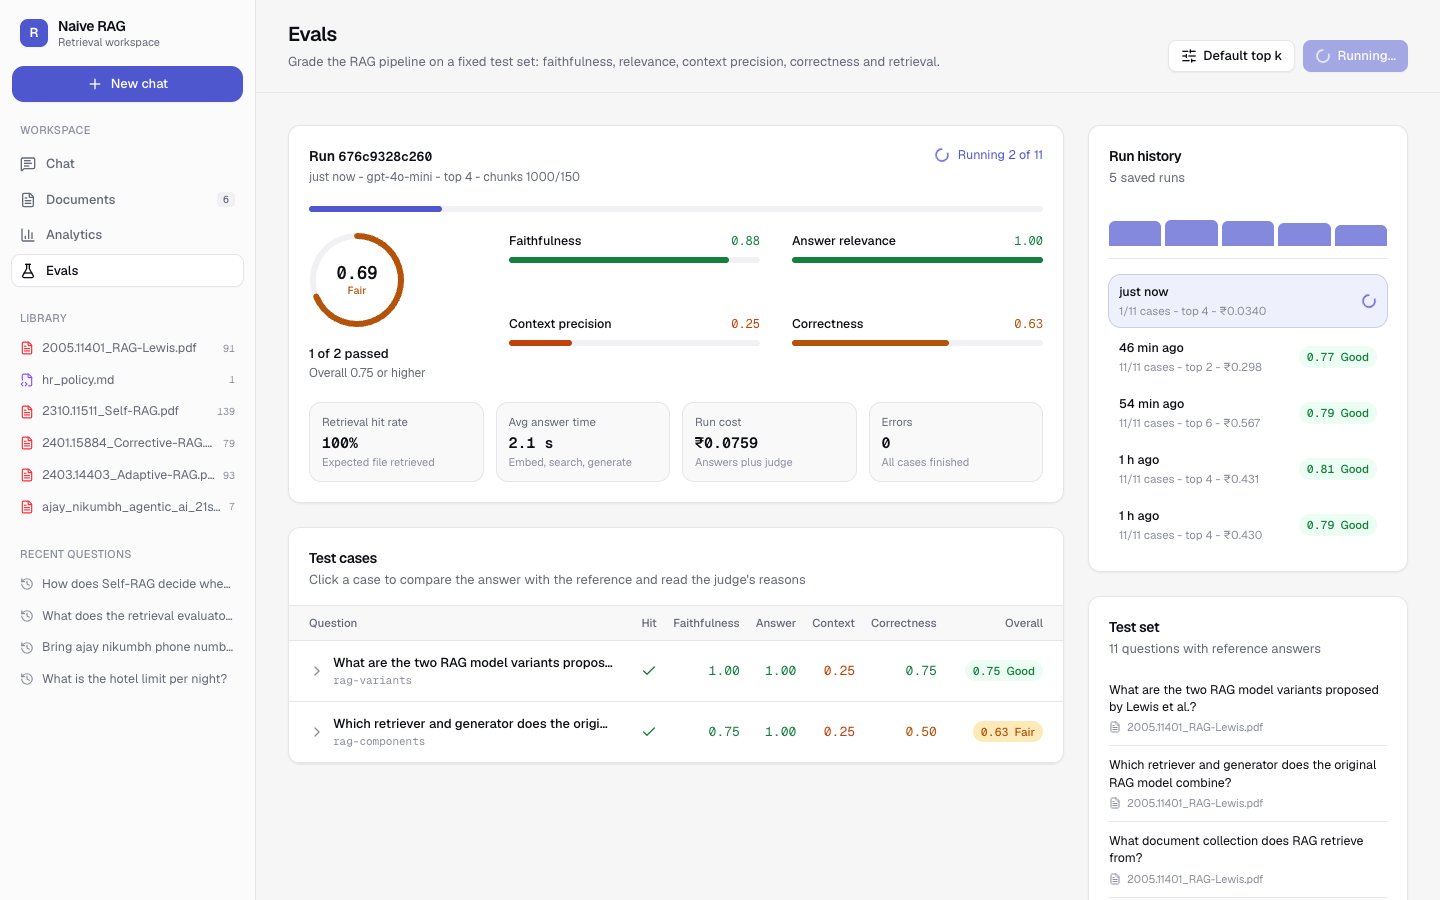 R
Naive RAG
Retrieval workspace
New chat
WORKSPACE
Chat
Documents 6
Analytics
Evals
LIBRARY
2005.11401_RAG-Lewis.pdf 91
hr_policy.md 1
2310.11511_Self-RAG.pdf 139
2401.15884_Corrective-RAG.... 79
2403.14403_Adaptive-RAG.p... 93
ajay_nikumbh_agentic_ai_21s... 7
RECENT QUESTIONS
How does Self-RAG decide whe...
What does the retrieval evaluato...
Bring ajay nikumbh phone numb...
What is the hotel limit per night?
Evals
Grade the RAG pipeline on a fixed test set: faithfulness, relevance, context precision, correctness and retrieval.
Default top k
Running...
Run 676c9328c260
just now - gpt-4o-mini - top 4 - chunks 1000/150
Running 2 of 11
0.69
Fair
1 of 2 passed
Overall 0.75 or higher
Faithfulness 0.88
Answer relevance 1.00
Context precision 0.25
Correctness 0.63
Retrieval hit rate
100%
Expected file retrieved
Avg answer time
2.1 s
Embed, search, generate
Run cost
₹0.0759
Answers plus judge
Errors
0
All cases finished
Test cases
Click a case to compare the answer with the reference and read the judge's reasons
Question Hit Faithfulness Answer Context Correctness Overall
What are the two RAG model variants propos... 1.00 1.00 0.25 0.75 0.75 Good
rag-variants
Which retriever and generator does the origi... 0.75 1.00 0.25 0.50 0.63 Fair
rag-components
Run history
5 saved runs
just now
1/11 cases - top 4 - ₹0.0340
46 min ago
11/11 cases - top 2 - ₹0.298
0.77 Good
54 min ago
11/11 cases - top 6 - ₹0.567
0.79 Good
1 h ago
11/11 cases - top 4 - ₹0.431
0.81 Good
1 h ago
11/11 cases - top 4 - ₹0.430
0.79 Good
Test set
11 questions with reference answers
What are the two RAG model variants proposed
by Lewis et al.?
2005.11401_RAG-Lewis.pdf
Which retriever and generator does the original
RAG model combine?
2005.11401_RAG-Lewis.pdf
What document collection does RAG retrieve
from?
2005.11401_RAG-Lewis.pdf